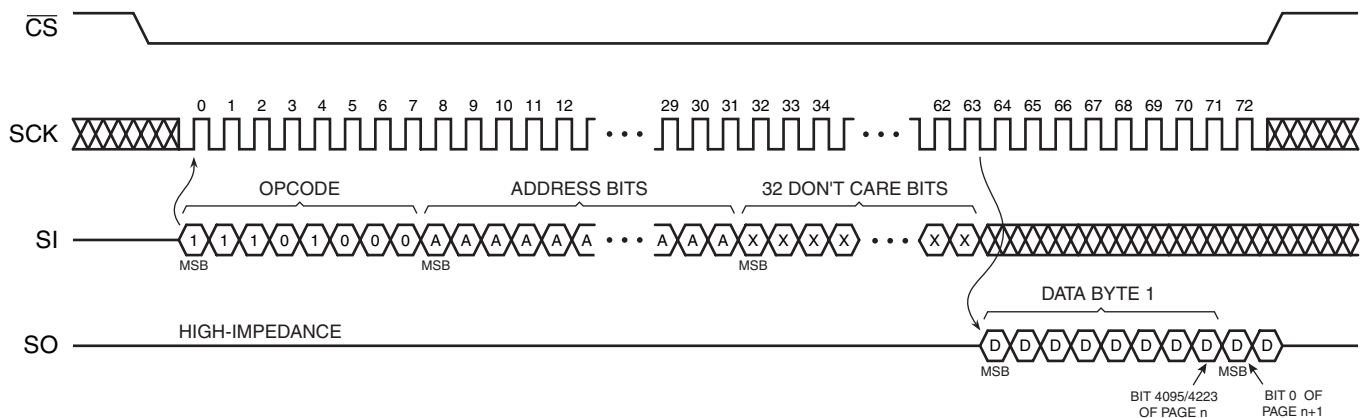 CS
0 1 2 3 4 5 6 7 8 9 10 11 12 29 30 31 32 33 34 62 63 64 65 66 67 68 69 70 71 72
SCK
OPCODE ADDRESS BITS 32 DON'T CARE BITS
SI 1 1 1 0 1 0 0 0 A A A A A A A A A X X X X X X
MSB MSB MSB
DATA BYTE 1
HIGH-IMPEDANCE
SO D D D D D D D D D D
MSB MSB
BIT 4095/4223
OF PAGE n
BIT 0 OF
PAGE n+1